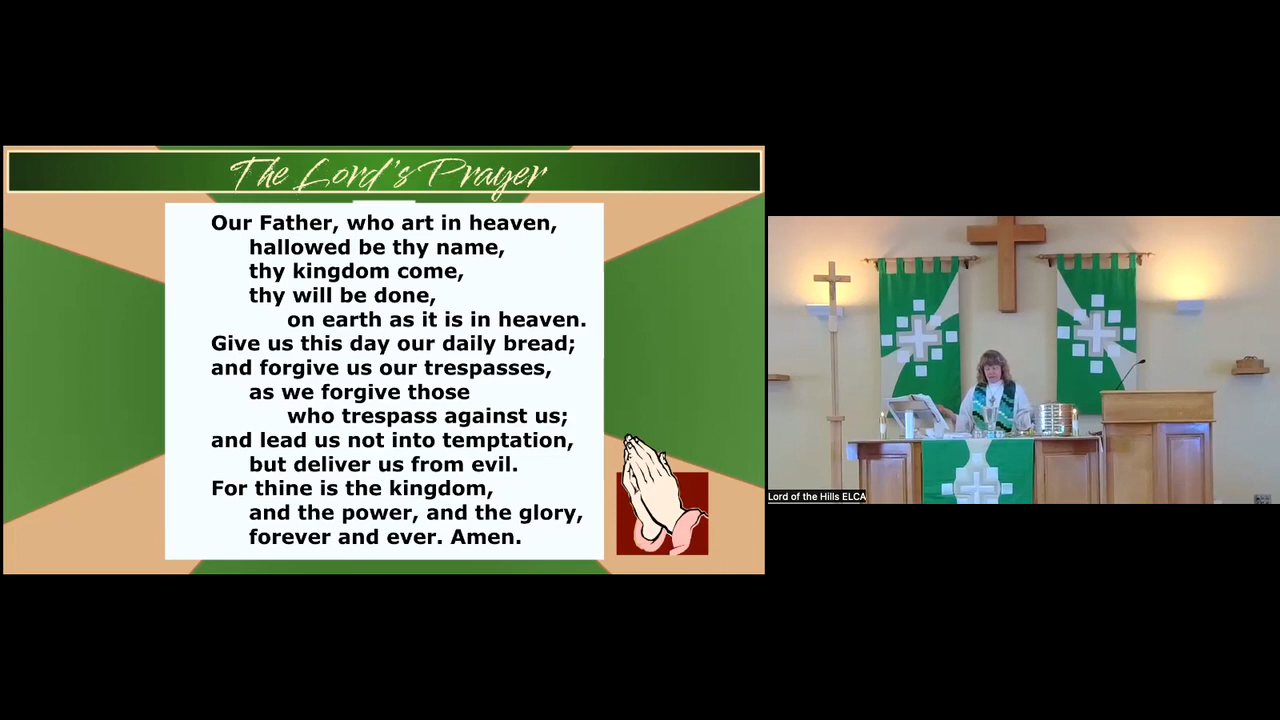 The Lord's Prayer
Our Father, who art in heaven,
hallowed be thy name,
thy kingdom come,
thy will be done,
on earth as it is in heaven.
Give us this day our daily bread;
and forgive us our trespasses,
as we forgive those
who trespass against us;
and lead us not into temptation,
but deliver us from evil.
For thine is the kingdom,
and the power, and the glory,
forever and ever. Amen.
Lord of the Hills ELCA